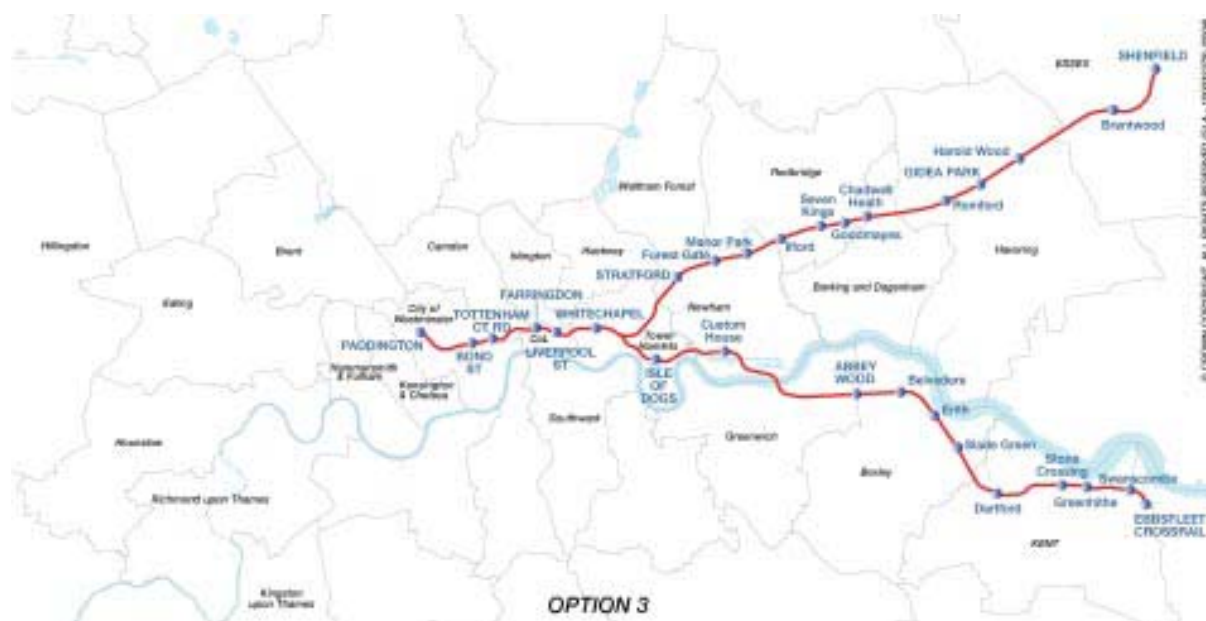 ESSEX
SHENFIELD
Brentwood
Harold Wood
GIDEA PARK
Romford
Chadwell
Heath
Seven
Kings
Goodmayes
Ilford
Manor Park
Forest Gate
STRATFORD
Redbridge
Waltham Forest
Havering
Barking and Dagenham
Hillingdon
Brent
Camden
Islington
Hackney
Ealing
City of
Westminster
PADDINGTON
BOND
ST
TOTTENHAM
CT. RD
FARRINGDON
CoL
LIVERPOOL
ST
WHITECHAPEL
Newham
Tower
Hamlets
Custom
House
ISLE
OF
DOGS
Hammersmith
& Fulham
Kensington
& Chelsea
ABBEY
WOOD
Belvedere
Erith
Slade Green
Southwark
Greenwich
Bexley
Hounslow
Richmond upon Thames
Dartford
Stone
Crossing
Greenhithe
Swanscombe
EBBSFLEET
CROSSRAIL
KENT
Kingston
upon Thames
OPTION 3